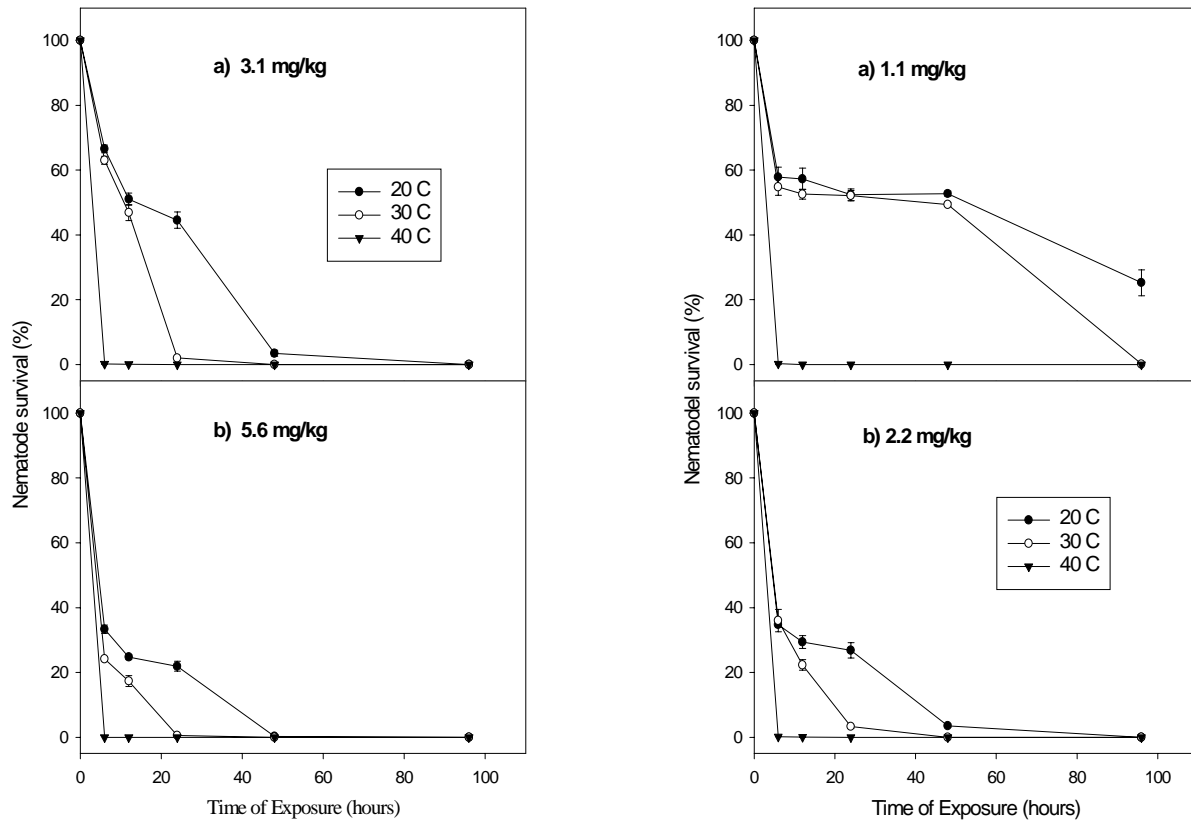 a) 3.1 mg/kg
100
80
60
40
20
0
20 C
30 C
40 C
b) 5.6 mg/kg
100
80
60
40
20
0
0 20 40 60 80 100
Nematode survival (%)
Time of Exposure (hours)
a) 1.1 mg/kg
100
80
60
40
20
0
b) 2.2 mg/kg
100
80
60
40
20
0
20 C
30 C
40 C
0 20 40 60 80 100
Nematodel survival (%)
Time of Exposure (hours)